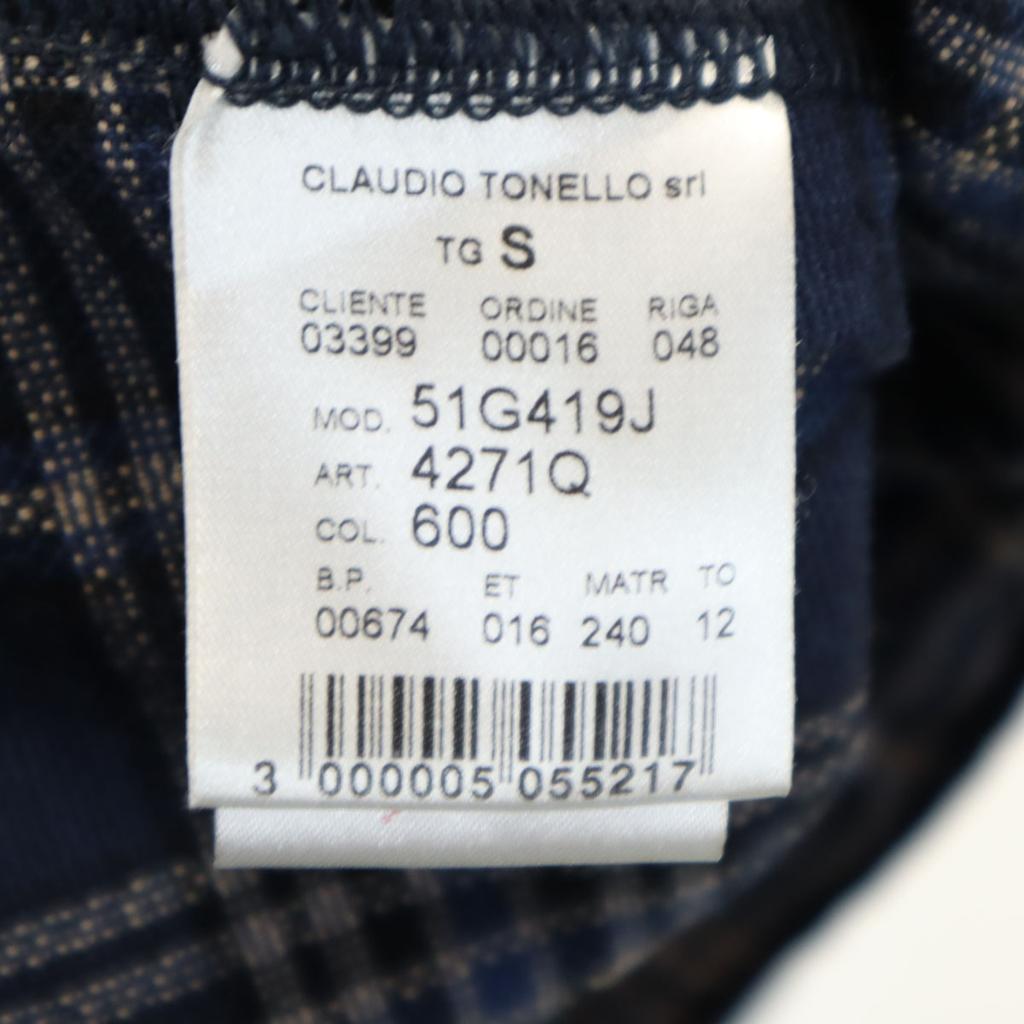 CLAUDIO TONELLO srl
TG S
CLIENTE ORDINE RIGA
03399 00016 048
MOD. 51G419J
ART. 4271Q
COL. 600
B.P. ET MATR TO
00674 016 240 12
3 000005 055217